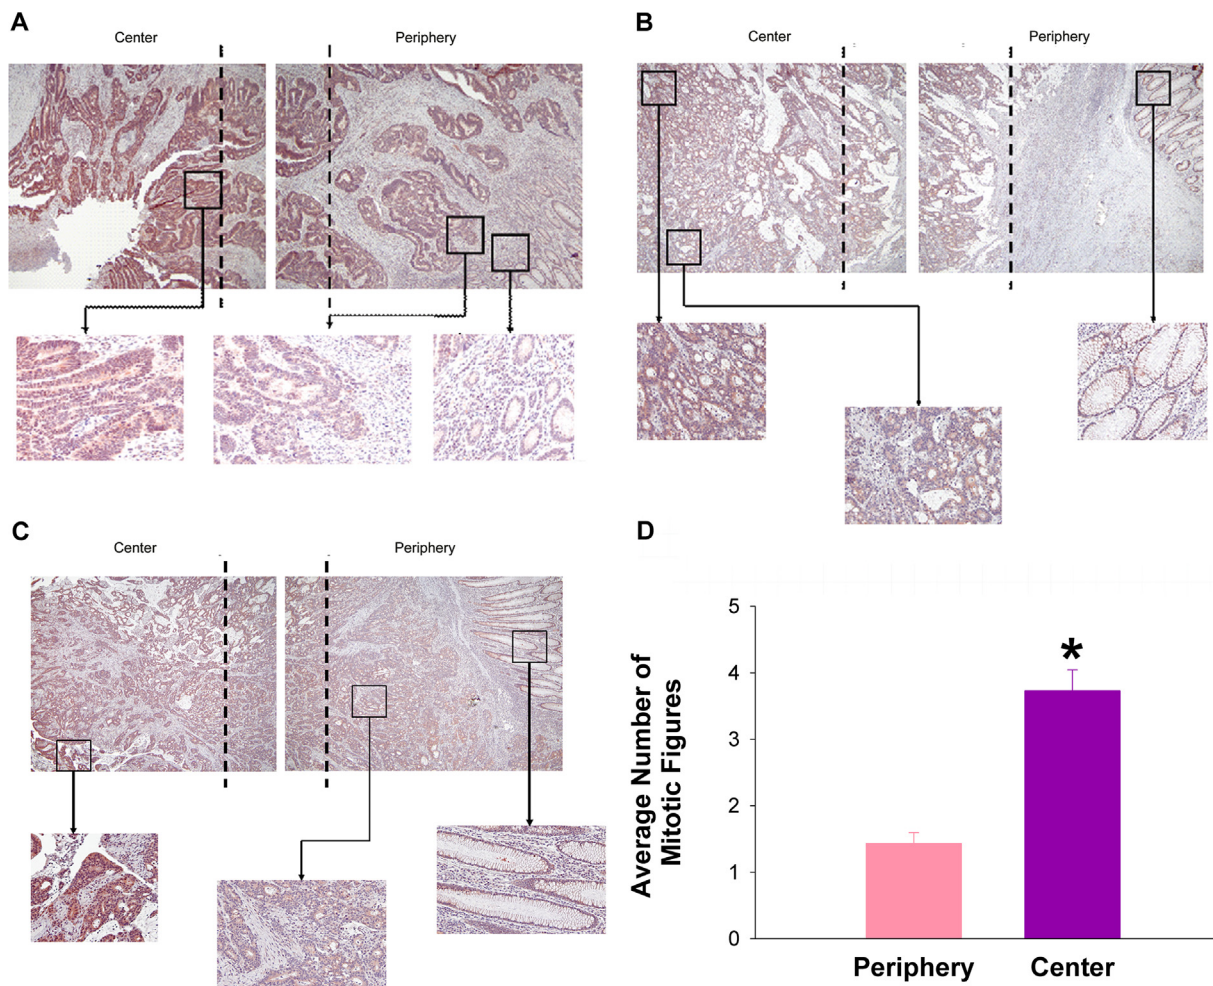 A
Center Periphery
B
Center Periphery
C
Center Periphery
D
Average Number of
Mitotic Figures
5
4
3
2
1
0
*
Periphery Center